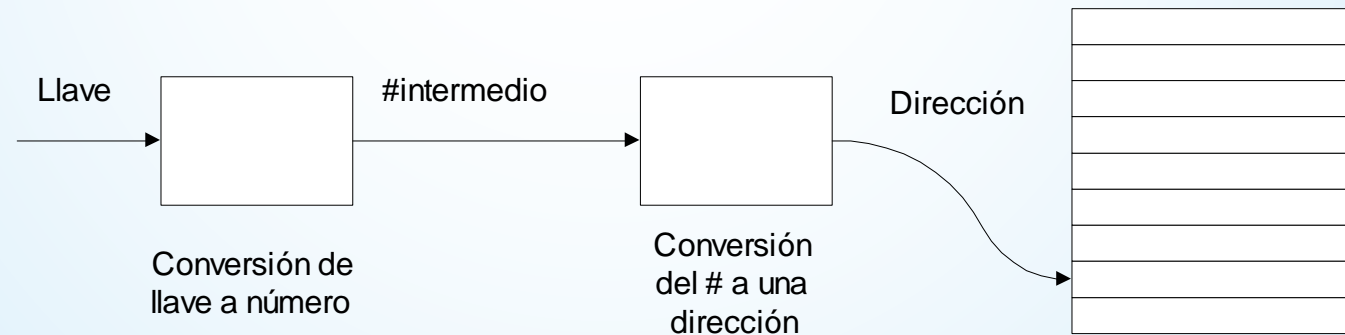 Llave
#intermedio
Dirección
Conversión de
llave a número
Conversión
del # a una
dirección